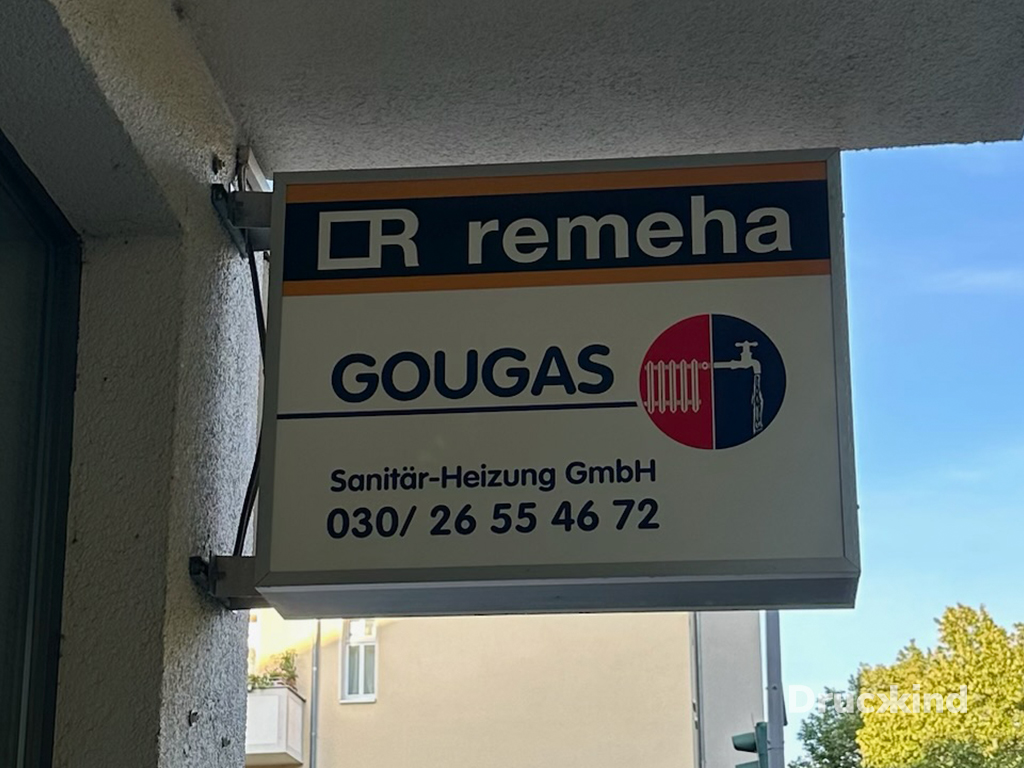 R remeha
GOUGAS
Sanitär-Heizung GmbH
030/ 26 55 46 72
Druckkind